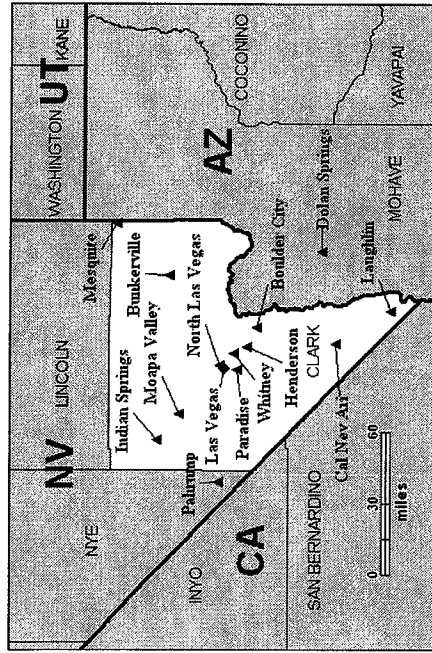 NV
UT
KANE
WASHINGTON
LINCOLN
NYE
Mesquite
Bunkerville
Indian Springs
Moapa Valley
North Las Vegas
Las Vegas
Paradise
Whitney
Henderson
Boulder City
CLARK
Pahrump
INYO
CA
SAN BERNARDINO
Cal Nev Ari
Laughlin
Dolan Springs
AZ
COCONINO
YAVAPAI
MOHAVE
0 30 60
miles